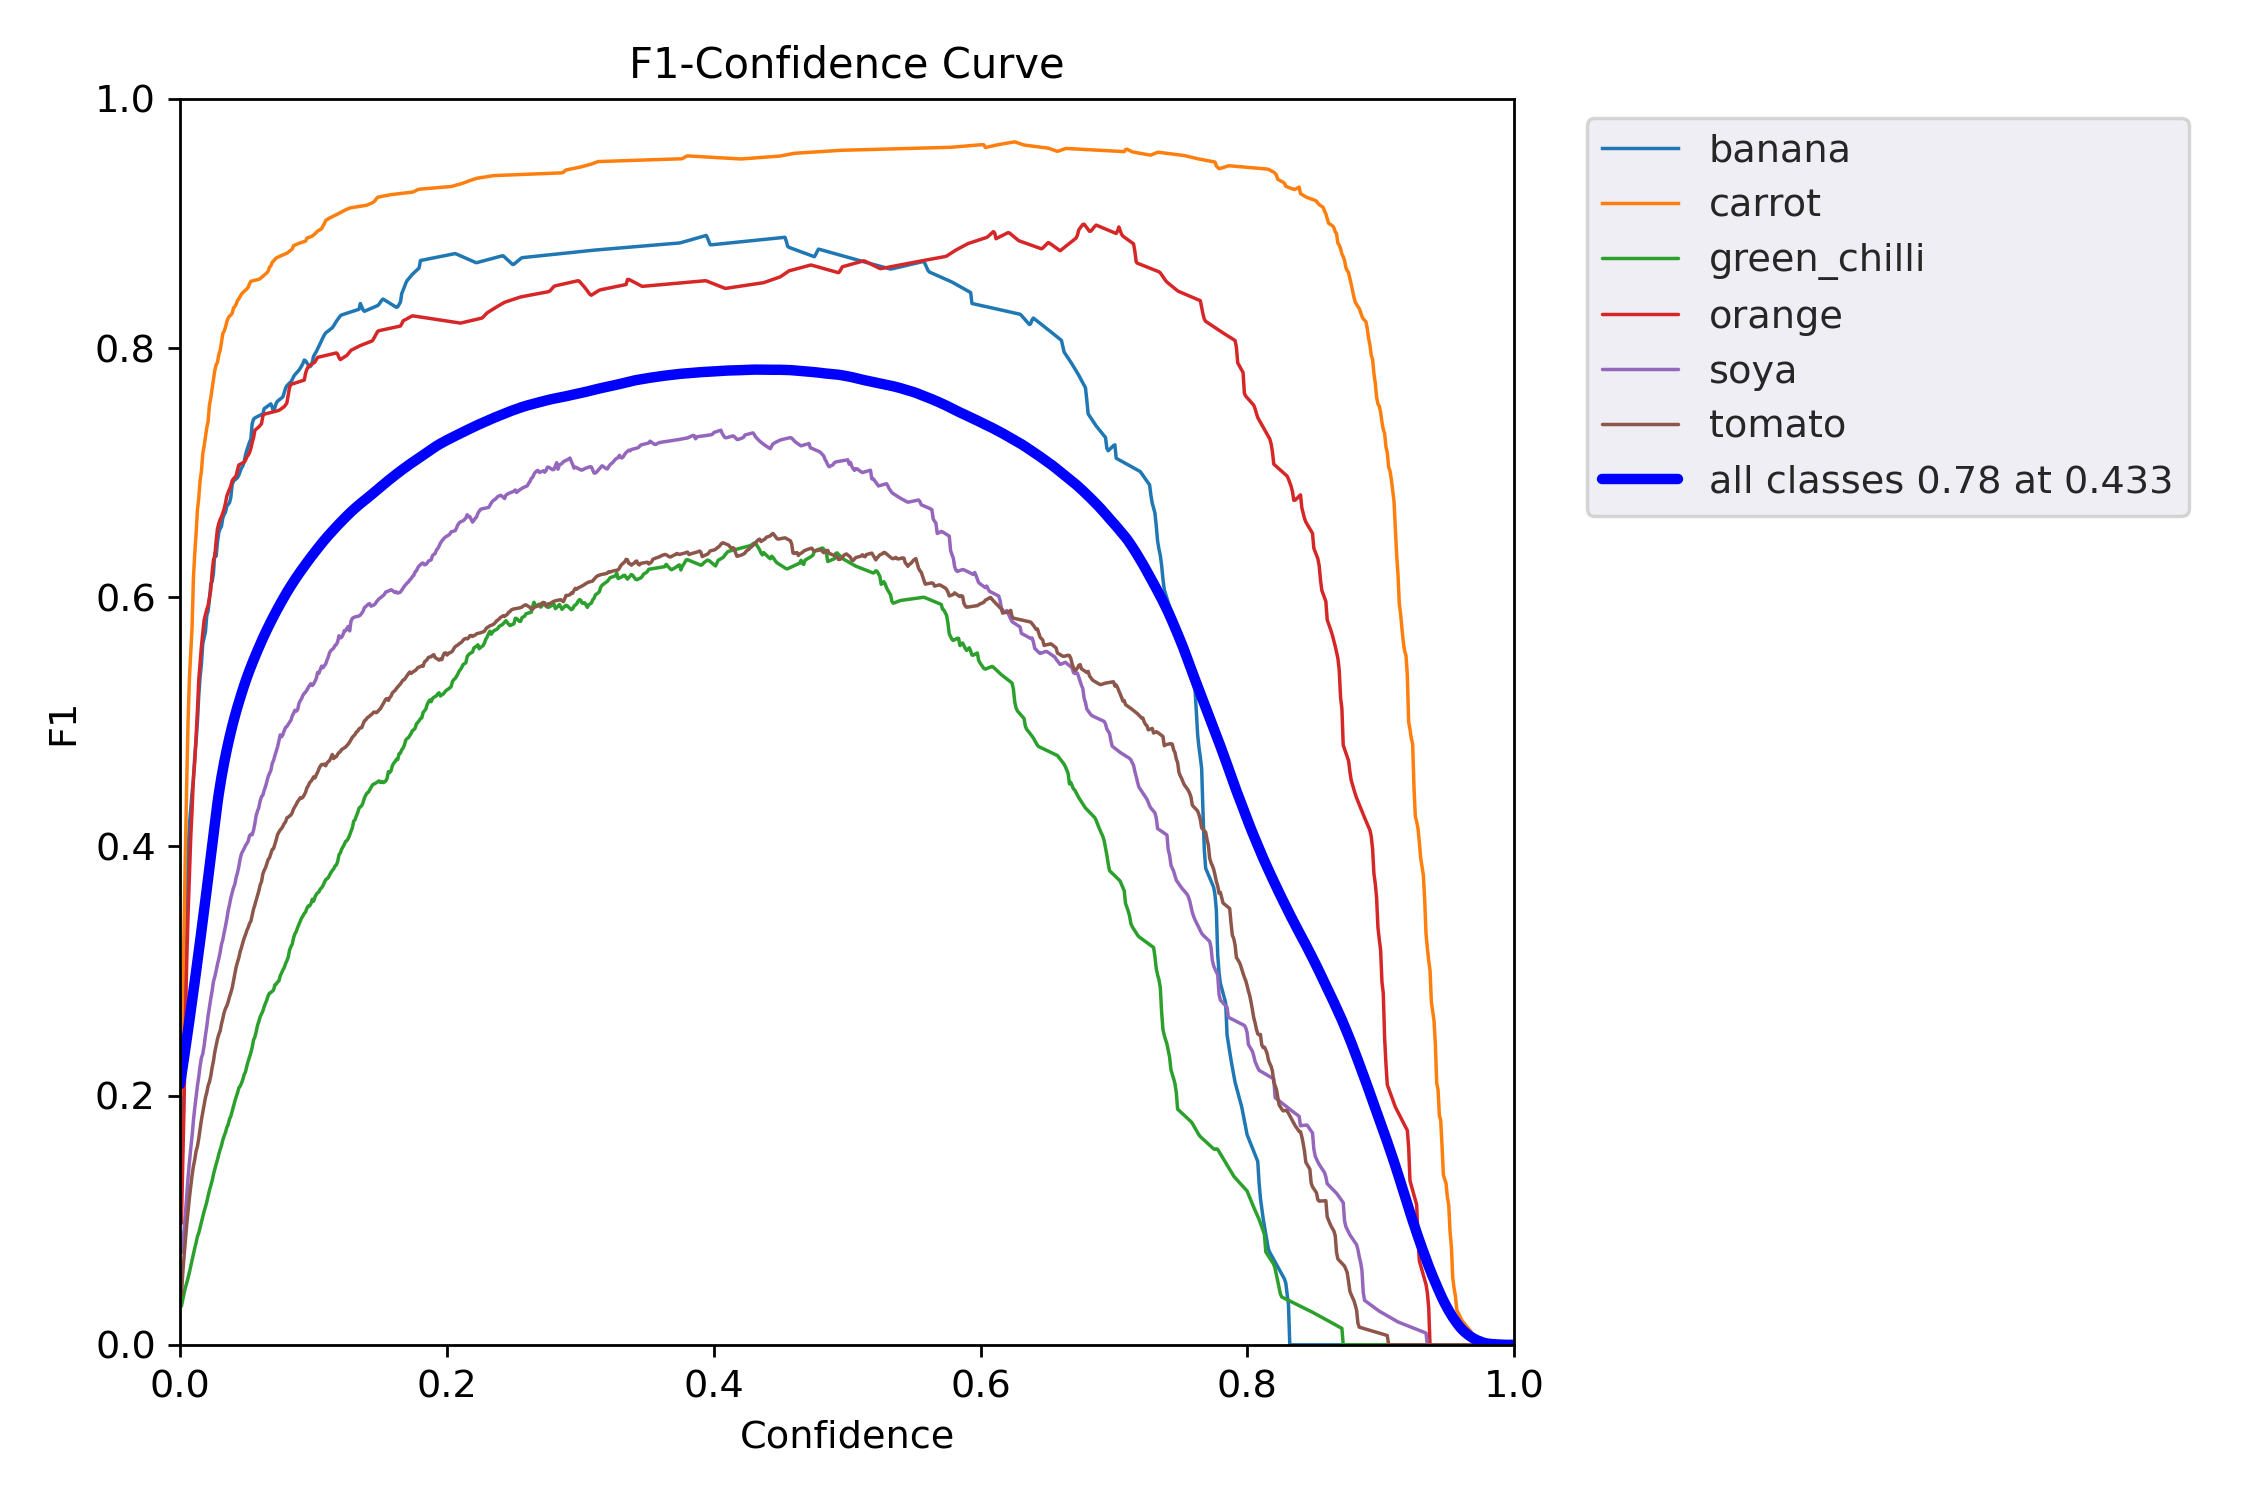 F1-Confidence Curve
1.0
0.8
0.6
0.4
0.2
0.0
F1
0.0 0.2 0.4 0.6 0.8 1.0
Confidence
banana
carrot
green_chilli
orange
soya
tomato
all classes 0.78 at 0.433